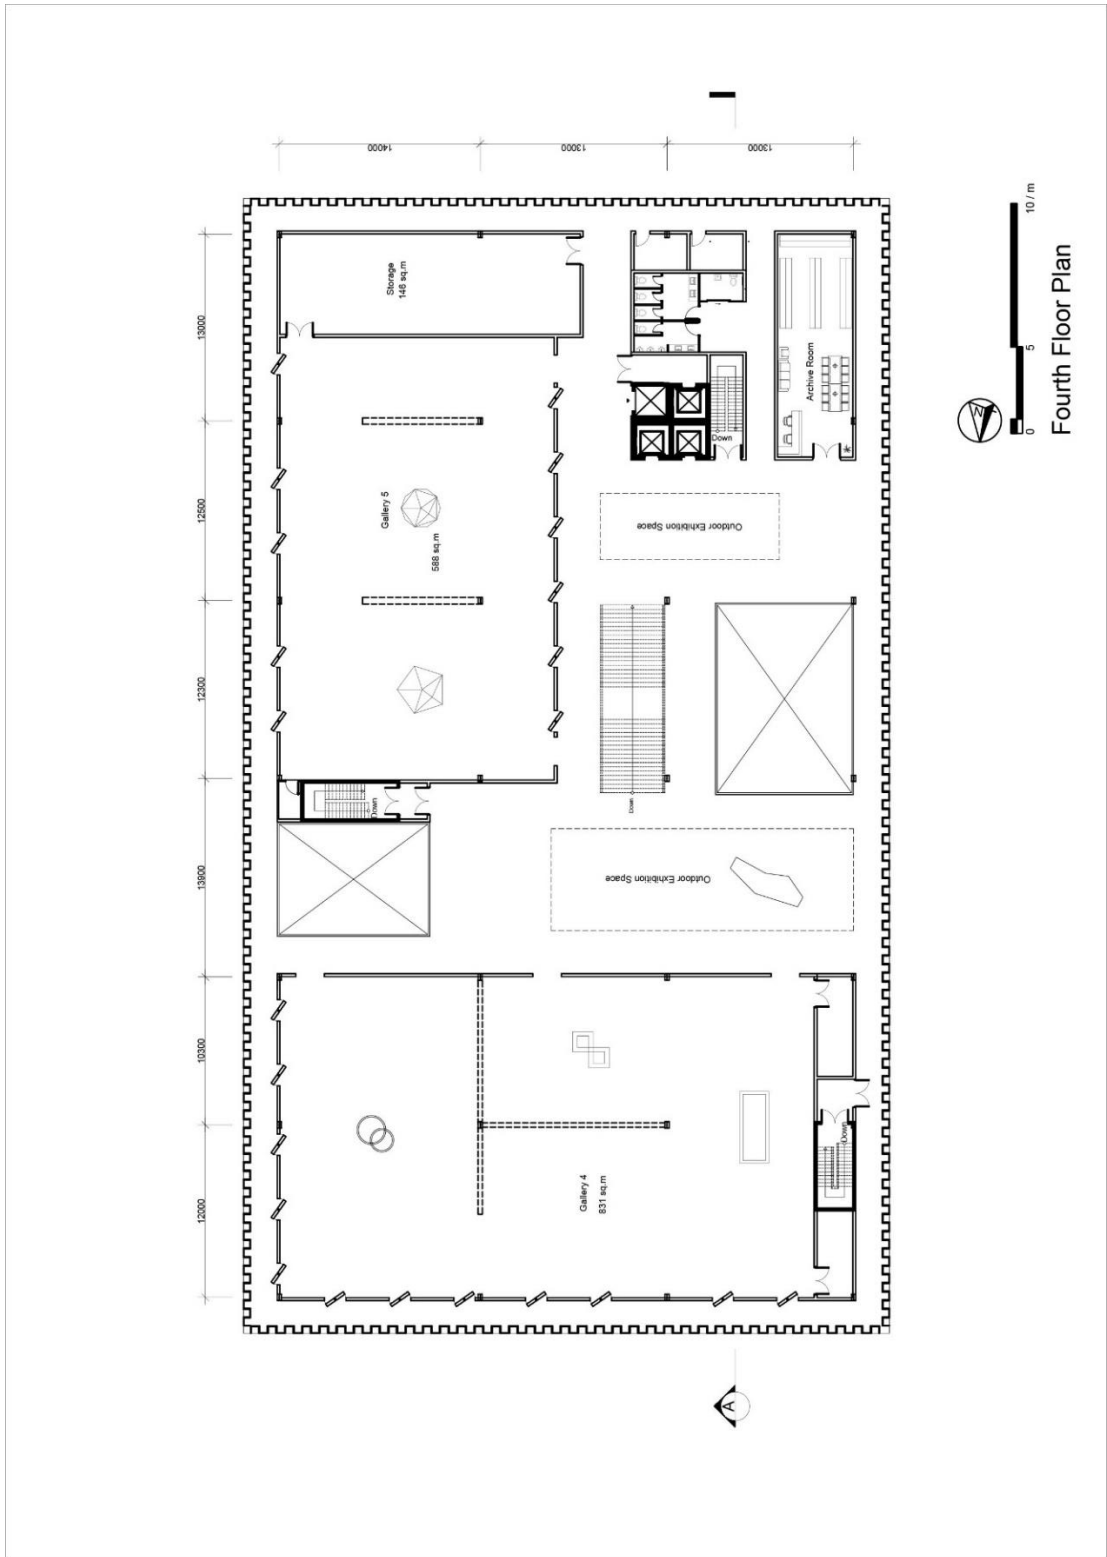 14000
13000
13000
13000
12500
12300
13900
10300
12000
Storage
146 sq.m
Gallery 5
588 sq.m
Archive Room
Down
Outdoor Exhibition Space
Down
Down
Outdoor Exhibition Space
Gallery 4
831 sq.m
Down
A
N
0
5
10 / m
Fourth Floor Plan